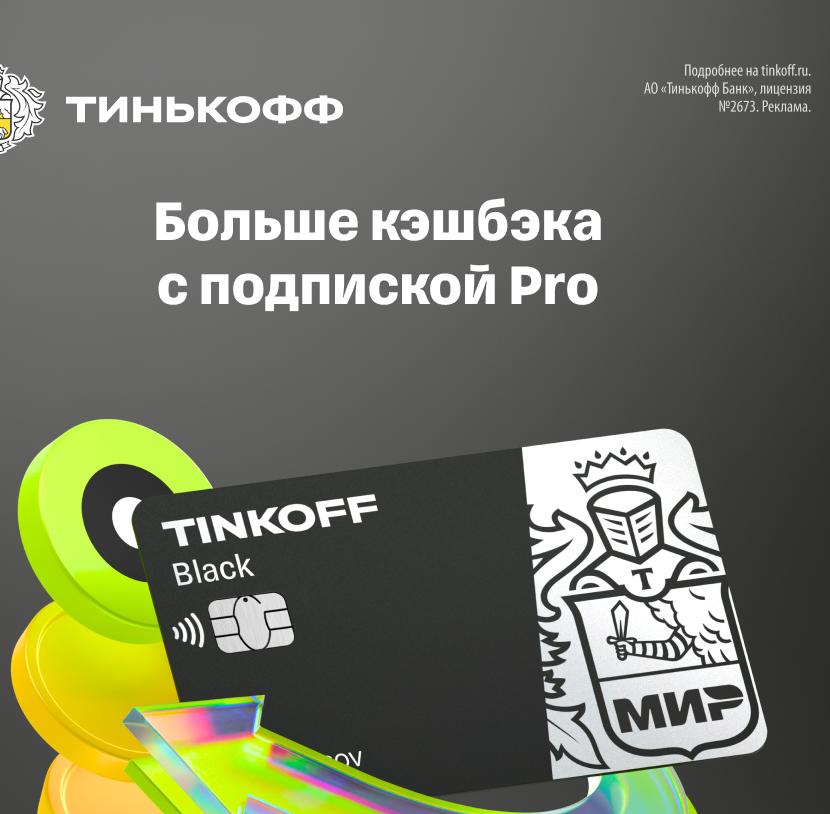 ТИНЬКОФФ
Подробнее на tinkoff.ru.
АО «Тинькофф Банк», лицензия
№2673. Реклама.
Больше кэшбэка
с подпиской Pro
TINKOFF
Black
T
МИР